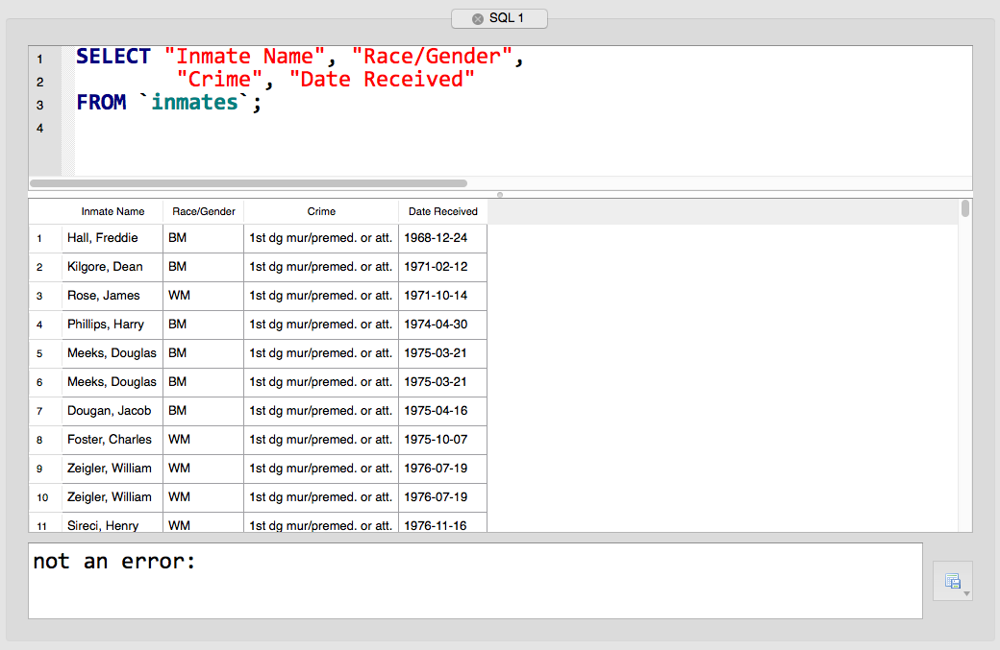 SQL 1
1 SELECT "Inmate Name", "Race/Gender",
2 "Crime", "Date Received"
3 FROM `inmates`;
4
Inmate Name Race/Gender Crime Date Received
1 Hall, Freddie BM 1st dg mur/premed. or att. 1968-12-24
2 Kilgore, Dean BM 1st dg mur/premed. or att. 1971-02-12
3 Rose, James WM 1st dg mur/premed. or att. 1971-10-14
4 Phillips, Harry BM 1st dg mur/premed. or att. 1974-04-30
5 Meeks, Douglas BM 1st dg mur/premed. or att. 1975-03-21
6 Meeks, Douglas BM 1st dg mur/premed. or att. 1975-03-21
7 Dougan, Jacob BM 1st dg mur/premed. or att. 1975-04-16
8 Foster, Charles WM 1st dg mur/premed. or att. 1975-10-07
9 Zeigler, William WM 1st dg mur/premed. or att. 1976-07-19
10 Zeigler, William WM 1st dg mur/premed. or att. 1976-07-19
11 Sireci, Henry WM 1st dg mur/premed. or att. 1976-11-16
not an error: